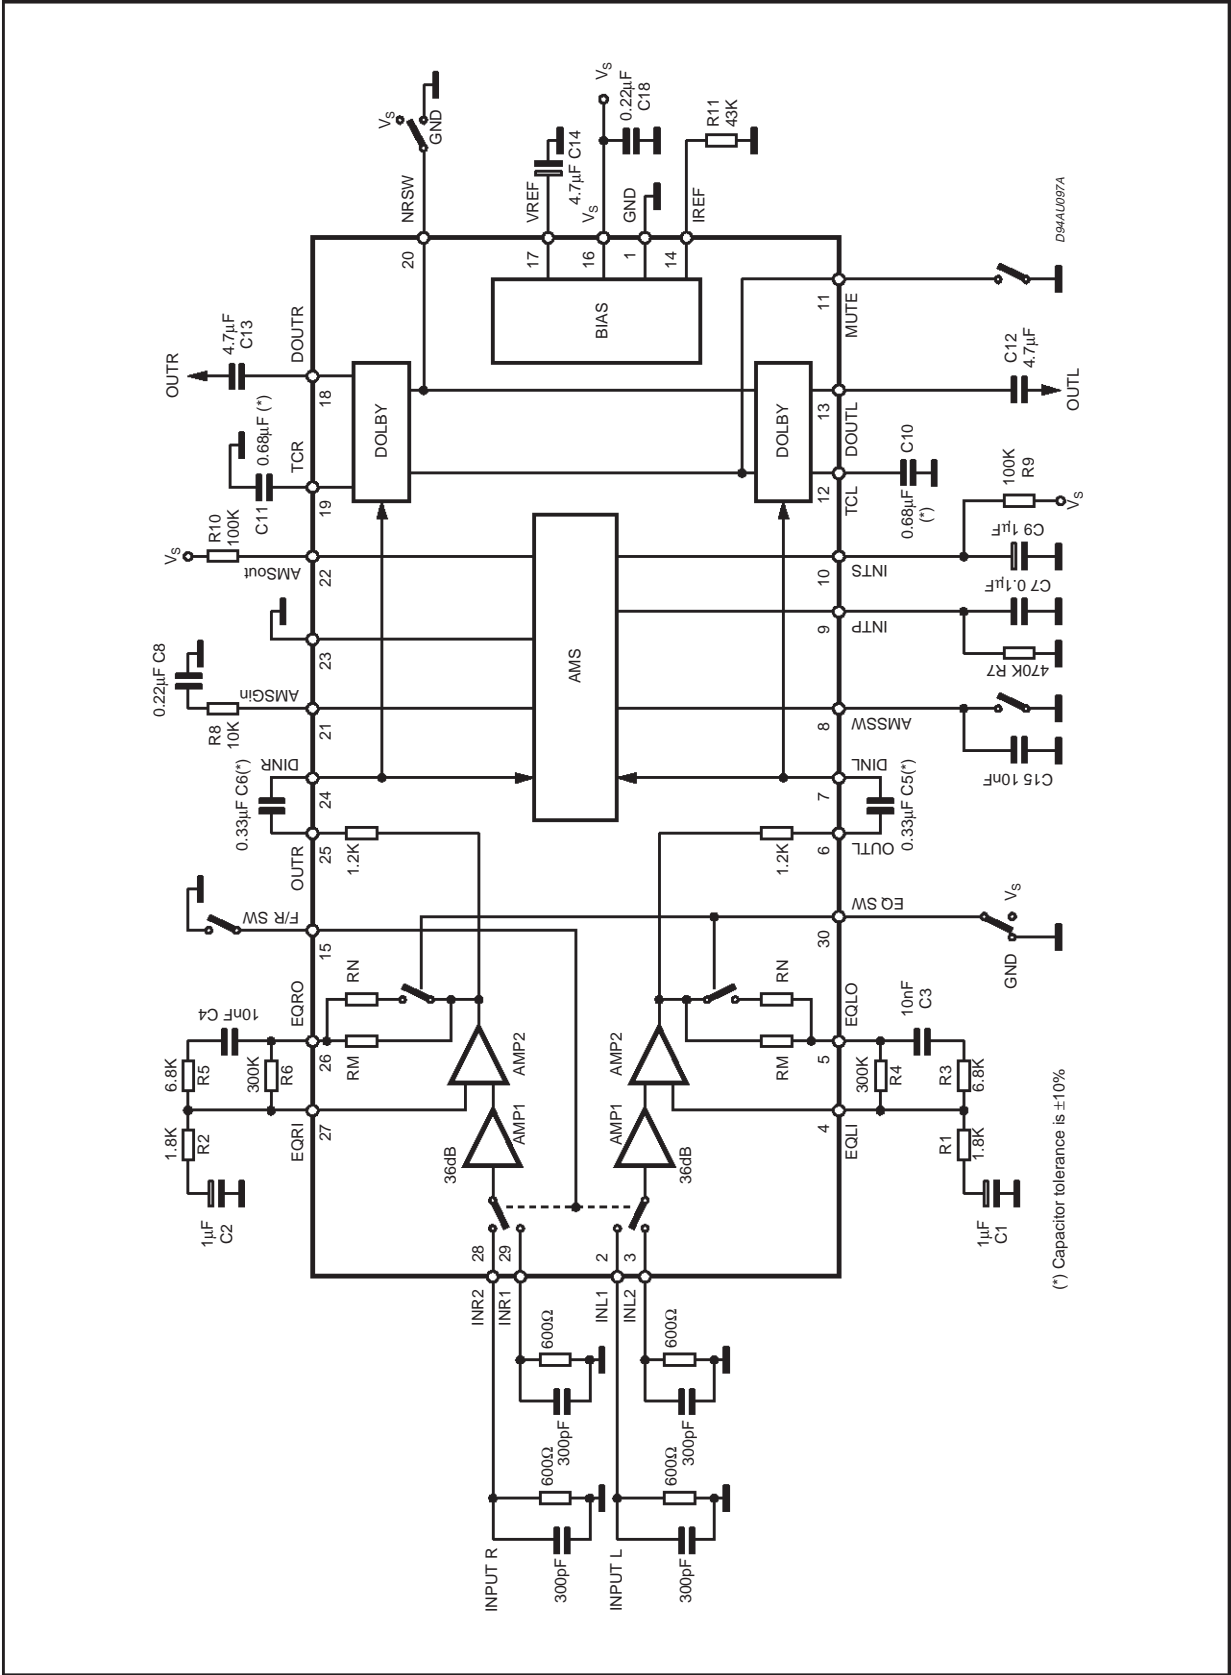 OUTR
4.7µF
C13
DOUTR
18
TCR
0.68µF (*)
C11
19
VS
R10
100K
AMSout
22
23
0.22µF C8
R8
10K
AMSGin
21
0.33µF C6(*)
DINR
24
OUTR
25
1.2K
F/R SW
15
10nF C4
EQRO
26
6.8K
R5
300K
R6
1.8K
R2
1µF
C2
EQRI
27
RM
RN
VS
GND
NRSW
20
VREF
17
4.7µF C14
VS
16
VS
0.22µF
C18
GND
1
IREF
14
R11
43K
BIAS
DOLBY
AMS
DOLBY
AMP2
AMP1
36dB
AMP2
AMP1
36dB
28
29
2
3
INR2
INR1
INL1
INL2
600Ω
300pF
600Ω
300pF
600Ω
300pF
600Ω
300pF
INPUT R
INPUT L
D94AU097A
11
MUTE
13
DOUTL
C12
4.7µF
OUTL
12
TCL
0.68µF
(*)
C10
10
INTS
100K
R9
VS
C9 1µF
9
INTP
C7 0.1µF
470K R7
8
AMSSW
C15 10nF
7
DINL
0.33µF C5(*)
6
OUTL
1.2K
EQ SW
30
VS
GND
RN
RM
EQLO
5
10nF
C3
300K
R4
R3
6.8K
4
EQLI
R1
1.8K
1µF
C1
(*) Capacitor tolerance is ±10%